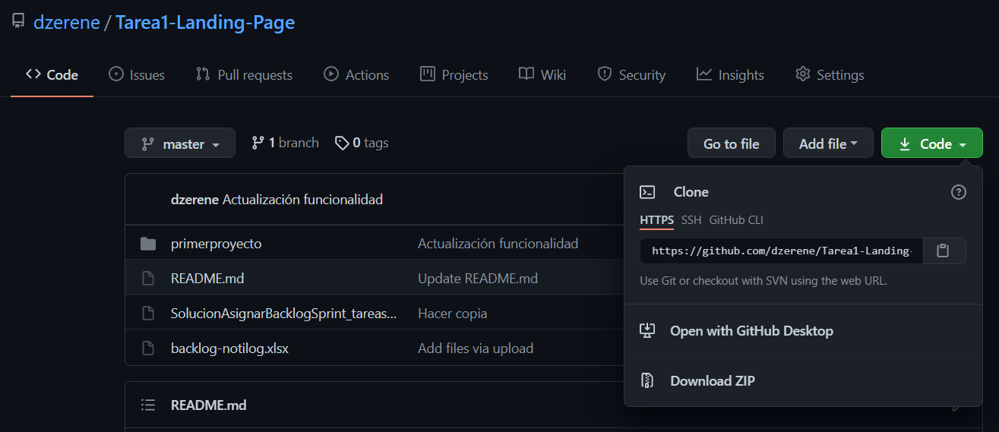 dzerene / Tarea1-Landing-Page
Code Issues Pull requests Actions Projects Wiki Security Insights Settings
master 1 branch 0 tags Go to file Add file Code
dzerene Actualización funcionalidad
primerproyecto Actualización funcionalidad
README.md Update README.md
SolucionAsignarBacklogSprint_tareas... Hacer copia
backlog-notilog.xlsx Add files via upload
README.md
Clone
HTTPS SSH GitHub CLI
https://github.com/dzerene/Tarea1-Landing-
Use Git or checkout with SVN using the web URL.
Open with GitHub Desktop
Download ZIP